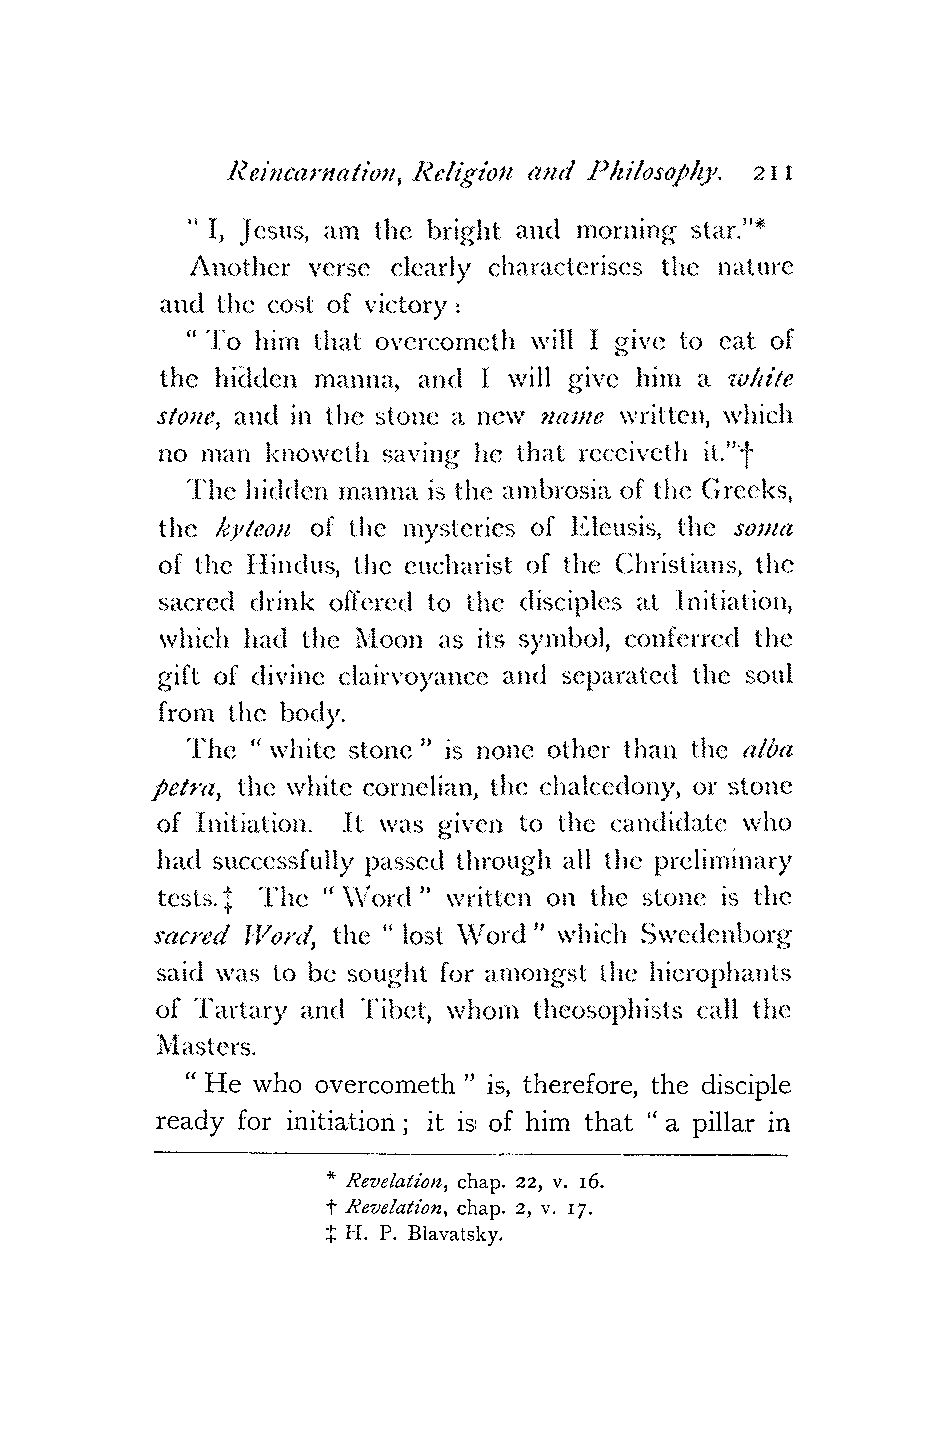 Reincarnation, Religion and Philosophy. 211
" I, Jesus, am the bright and morning star."*
Another verse clearly characterises the nature
and the cost of victory :
" To him that overcometh will I give to eat of
the hidden manna, and I will give him a white
stone, and in the stone a new name written, which
no man knoweth saving he that receiveth it."†
The hidden manna is the ambrosia of the Greeks,
the kyteon of the mysteries of Eleusis, the soma
of the Hindus, the eucharist of the Christians, the
sacred drink offered to the disciples at Initiation,
which had the Moon as its symbol, conferred the
gift of divine clairvoyance and separated the soul
from the body.
The " white stone " is none other than the alba
petra, the white cornelian, the chalcedony, or stone
of Initiation. It was given to the candidate who
had successfully passed through all the preliminary
tests.‡ The " Word " written on the stone is the
sacred Word, the " lost Word " which Swedenborg
said was to be sought for amongst the hierophants
of Tartary and Tibet, whom theosophists call the
Masters.
" He who overcometh " is, therefore, the disciple
ready for initiation ; it is of him that " a pillar in
* Revelation, chap. 22, v. 16.
† Revelation, chap. 2, v. 17.
‡ H. P. Blavatsky.